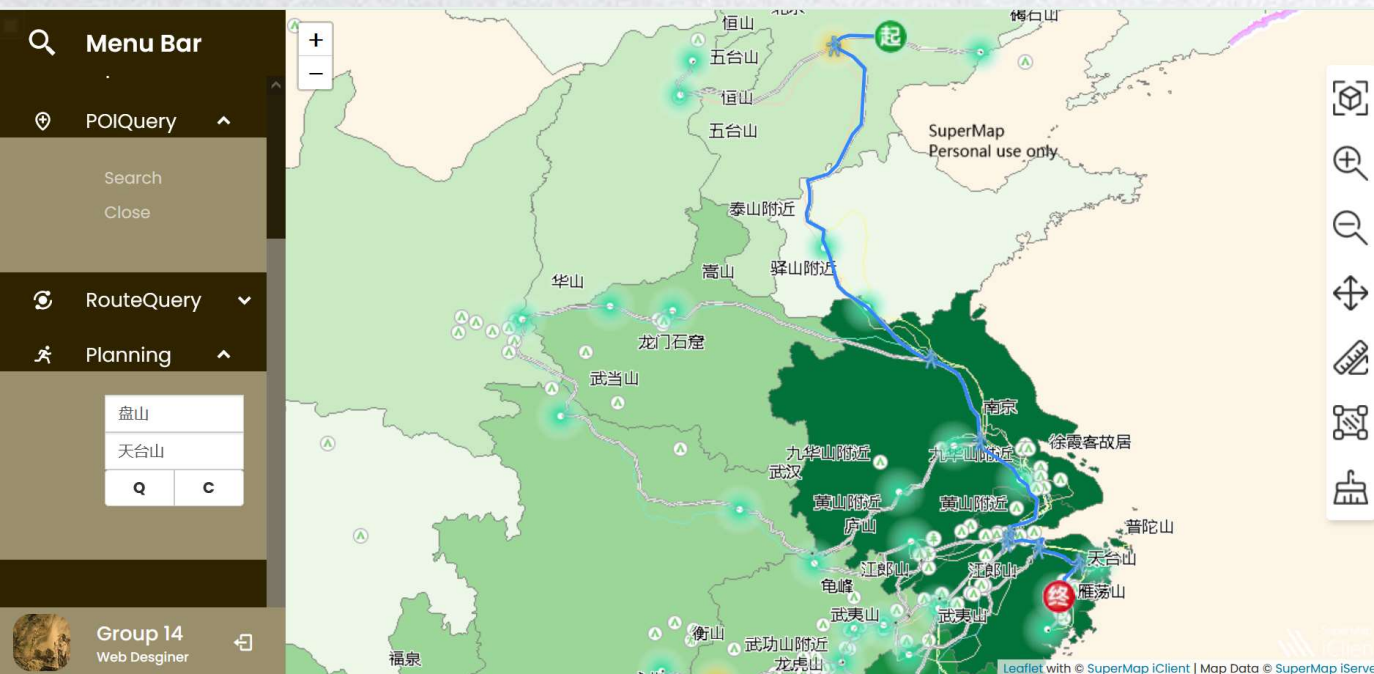 Menu Bar
POIQuery
Search
Close
RouteQuery
Planning
盘山
天台山
Q
C
Group 14
Web Desginer
+
−
恒山
碣石山
起
五台山
恒山
五台山
SuperMap
Personal use only
泰山附近
嵩山
驿山附近
华山
龙门石窟
武当山
南京
徐霞客故居
九华山附近
九华山附近
武汉
黄山附近
黄山附近
庐山
普陀山
天台山
江郎山
江郎山
龟峰
终
雁荡山
武夷山
武夷山
衡山
武功山附近
福泉
龙虎山
Leaflet with © SuperMap iClient | Map Data © SuperMap iServe